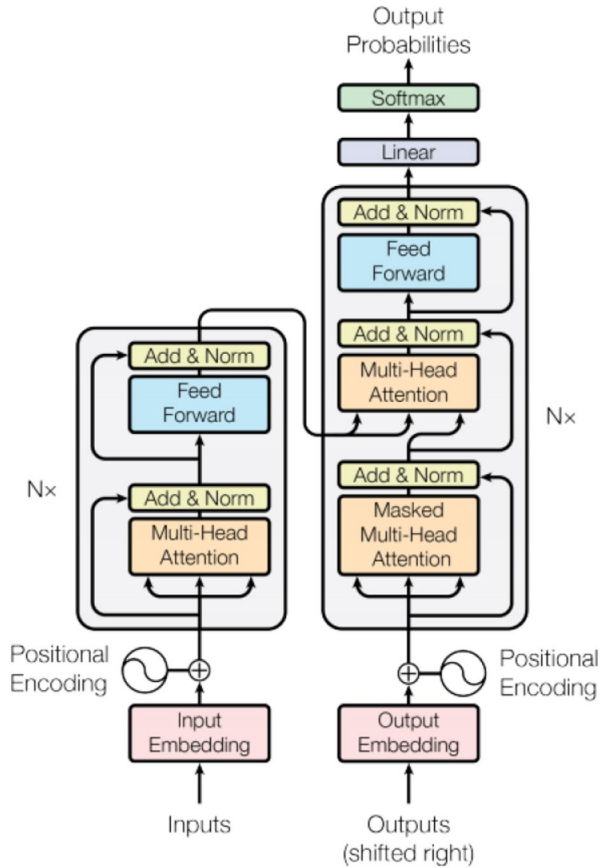 Output
Probabilities
Softmax
Linear
Add & Norm
Feed
Forward
Add & Norm
Multi-Head
Attention
Nx
Add & Norm
Masked
Multi-Head
Attention
Add & Norm
Feed
Forward
Nx
Add & Norm
Multi-Head
Attention
Positional
Encoding
Positional
Encoding
Input
Embedding
Output
Embedding
Inputs
Outputs
(shifted right)